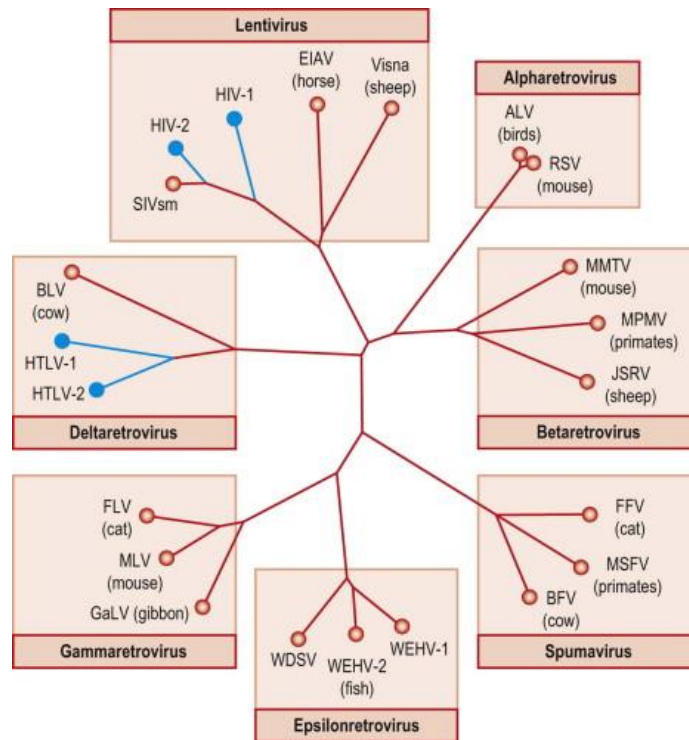 Lentivirus
EIAV
(horse)
Visna
(sheep)
HIV-1
HIV-2
SIVsm
Alpharetrovirus
ALV
(birds)
RSV
(mouse)
BLV
(cow)
HTLV-1
HTLV-2
Deltaretrovirus
MMTV
(mouse)
MPMV
(primates)
JSRV
(sheep)
Betaretrovirus
FLV
(cat)
MLV
(mouse)
GaLV (gibbon)
Gammaretrovirus
WDSV
WEHV-2
(fish)
WEHV-1
Epsilonretrovirus
FFV
(cat)
MSFV
(primates)
BFV
(cow)
Spumavirus